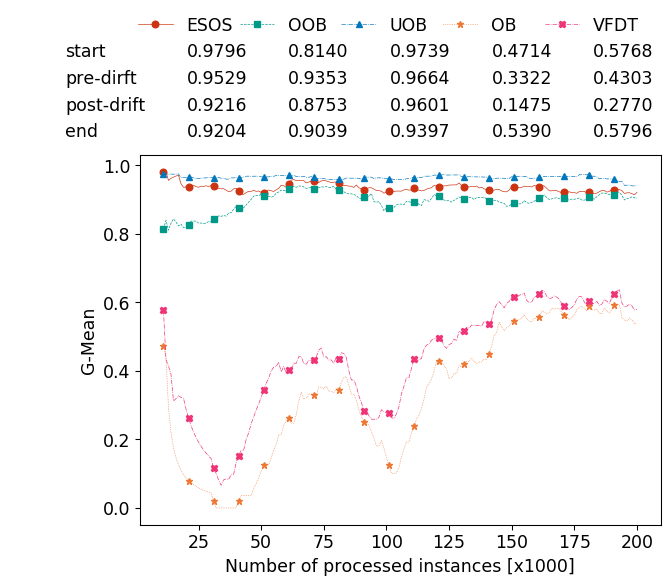 ESOS OOB UOB OB VFDT
start 0.9796 0.8140 0.9739 0.4714 0.5768
pre-dirft 0.9529 0.9353 0.9664 0.3322 0.4303
post-drift 0.9216 0.8753 0.9601 0.1475 0.2770
end 0.9204 0.9039 0.9397 0.5390 0.5796
1.0
0.8
0.6
0.4
0.2
0.0
G-Mean
25 50 75 100 125 150 175 200
Number of processed instances [x1000]